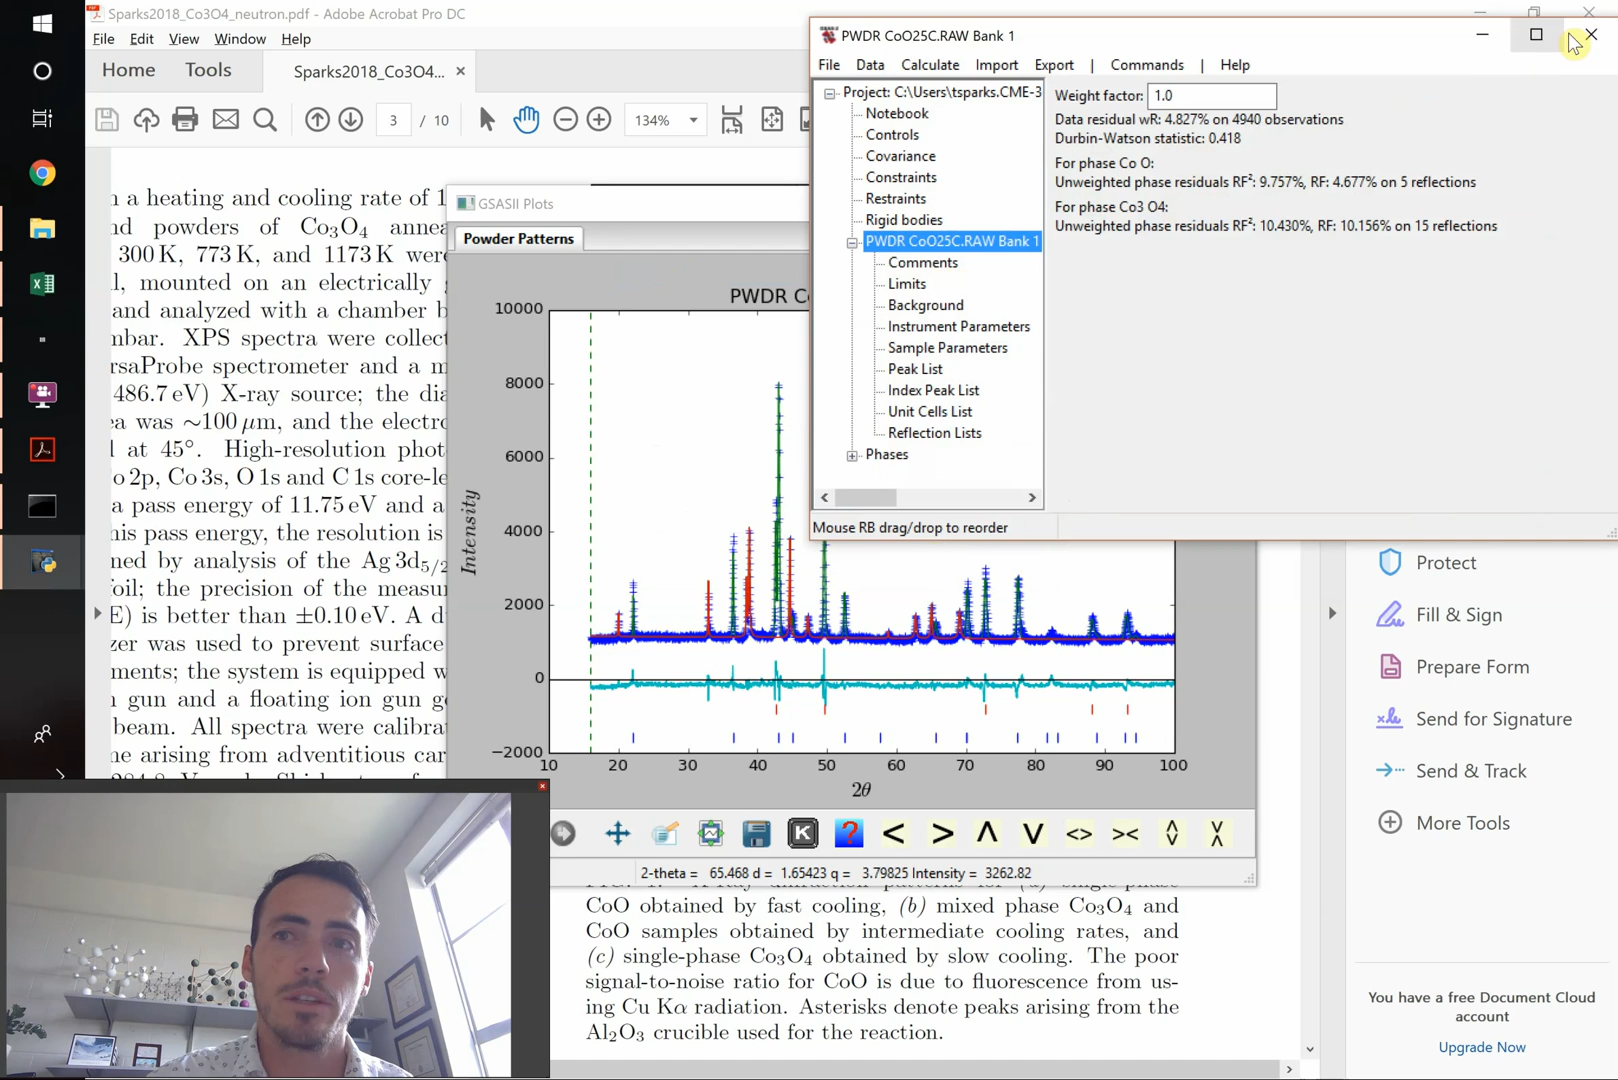 Sparks2018_Co3O4_neutron.pdf - Adobe Acrobat Pro DC
File Edit View Window Help
Home Tools Sparks2018_Co3O4... ×
3 / 10 134%
n a heating and cooling rate of 1
nd powders of Co₃O₄ annea
300 K, 773 K, and 1173 K were
l, mounted on an electrically g
and analyzed with a chamber b
nbar. XPS spectra were collect
rsaProbe spectrometer and a m
486.7 eV) X-ray source; the dia
ea was ~100 μm, and the electro
d at 45°. High-resolution phot
o 2p, Co 3s, O 1s and C 1s core-le
a pass energy of 11.75 eV and a
his pass energy, the resolution is
ned by analysis of the Ag 3d₅/₂
foil; the precision of the measur
E) is better than ±0.10 eV. A d
zer was used to prevent surface
ments; the system is equipped w
n gun and a floating ion gun ge
beam. All spectra were calibrat
ne arising from adventitious car
GSASII Plots
Powder Patterns
PWDR Co
10000
8000
6000
4000
2000
0
−2000
Intensity
10 20 30 40 50 60 70 80 90 100
2θ
K ? < > Λ V <> ><
2-theta = 65.468 d = 1.65423 q = 3.79825 Intensity = 3262.82
PWDR CoO25C.RAW Bank 1
File Data Calculate Import Export | Commands | Help
Project: C:\Users\tsparks.CME-3
Notebook
Controls
Covariance
Constraints
Restraints
Rigid bodies
PWDR CoO25C.RAW Bank 1
Comments
Limits
Background
Instrument Parameters
Sample Parameters
Peak List
Index Peak List
Unit Cells List
Reflection Lists
Phases
Mouse RB drag/drop to reorder
Weight factor: 1.0
Data residual wR: 4.827% on 4940 observations
Durbin-Watson statistic: 0.418
For phase Co O:
Unweighted phase residuals RF²: 9.757%, RF: 4.677% on 5 reflections
For phase Co3 O4:
Unweighted phase residuals RF²: 10.430%, RF: 10.156% on 15 reflections
CoO obtained by fast cooling, (b) mixed phase Co₃O₄ and
CoO samples obtained by intermediate cooling rates, and
(c) single-phase Co₃O₄ obtained by slow cooling. The poor
signal-to-noise ratio for CoO is due to fluorescence from us-
ing Cu Kα radiation. Asterisks denote peaks arising from the
Al₂O₃ crucible used for the reaction.
Protect
Fill & Sign
Prepare Form
Send for Signature
Send & Track
More Tools
You have a free Document Cloud
account
Upgrade Now